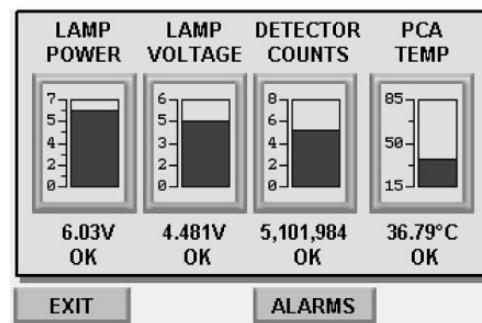 LAMP POWER
LAMP VOLTAGE
DETECTOR COUNTS
PCA TEMP
7
5
4
2
0
6
5
3
2
0
8
6
4
2
0
85
50
15
6.03V
OK
4.481V
OK
5,101,984
OK
36.79°C
OK
EXIT
ALARMS